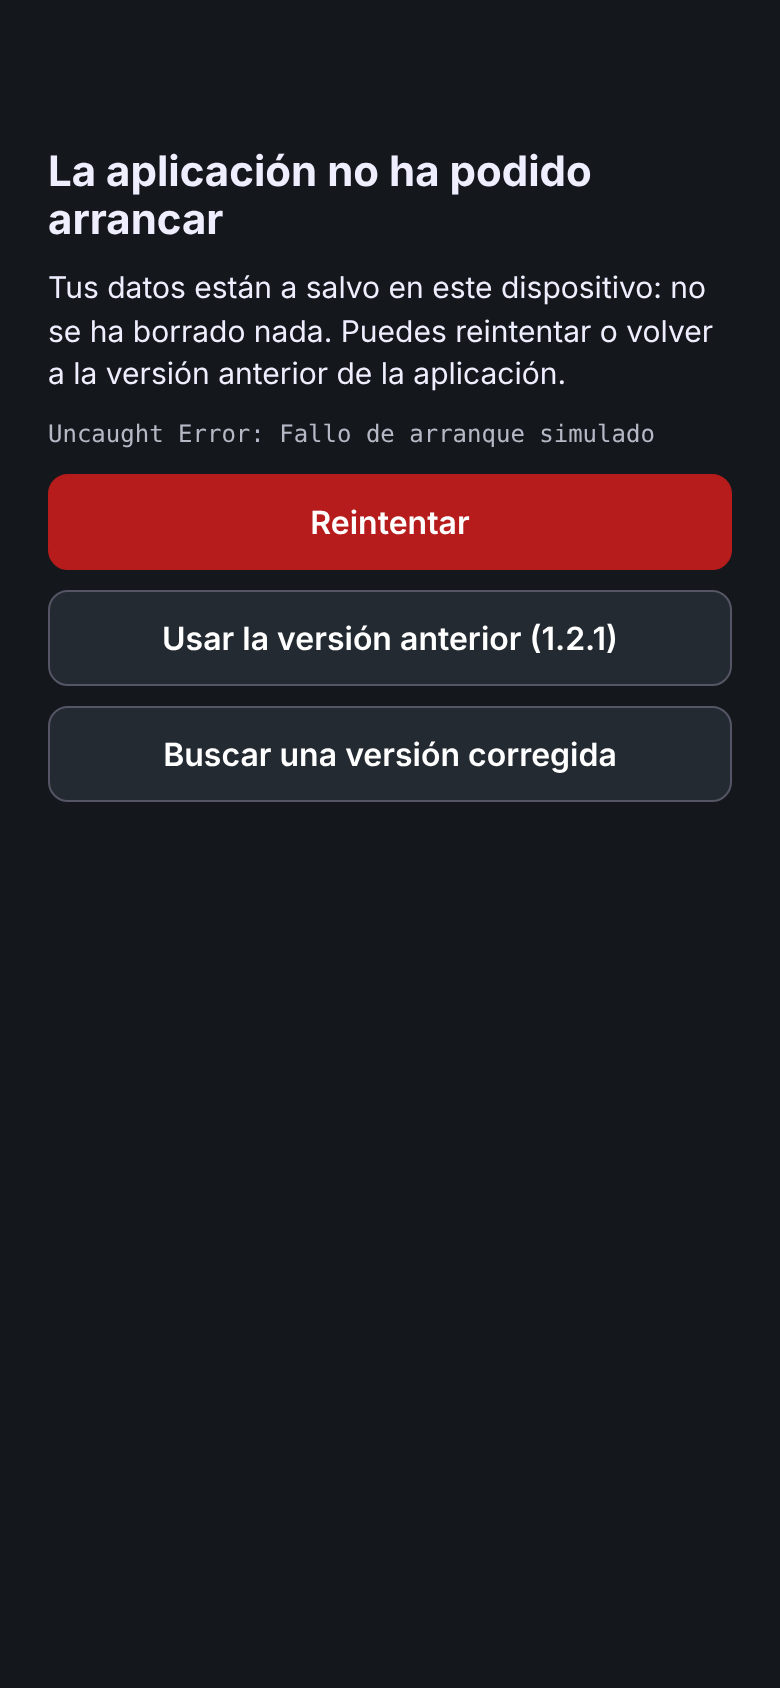 La aplicación no ha podido
arrancar
Tus datos están a salvo en este dispositivo: no
se ha borrado nada. Puedes reintentar o volver
a la versión anterior de la aplicación.
Uncaught Error: Fallo de arranque simulado
Reintentar
Usar la versión anterior (1.2.1)
Buscar una versión corregida